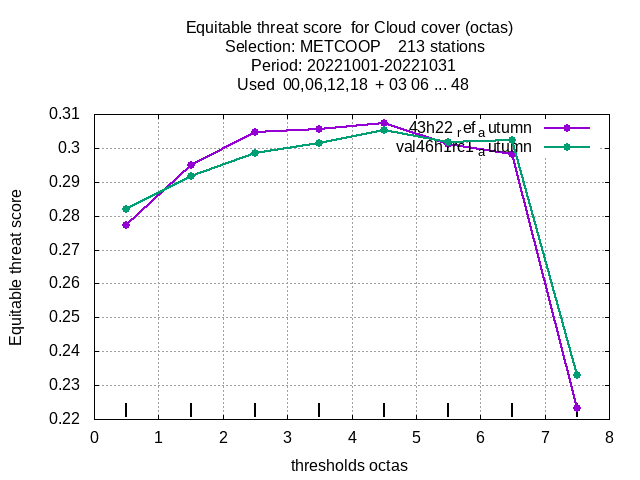 Equitable threat score for Cloud cover (octas)
Selection: METCOOP 213 stations
Period: 20221001-20221031
Used 00,06,12,18 + 03 06 ... 48
0.31
0.3
0.29
0.28
0.27
0.26
0.25
0.24
0.23
0.22
Equitable threat score
43h22ref_autumn
autumn
0 1 2 3 4 5 6 7 8
thresholds octas